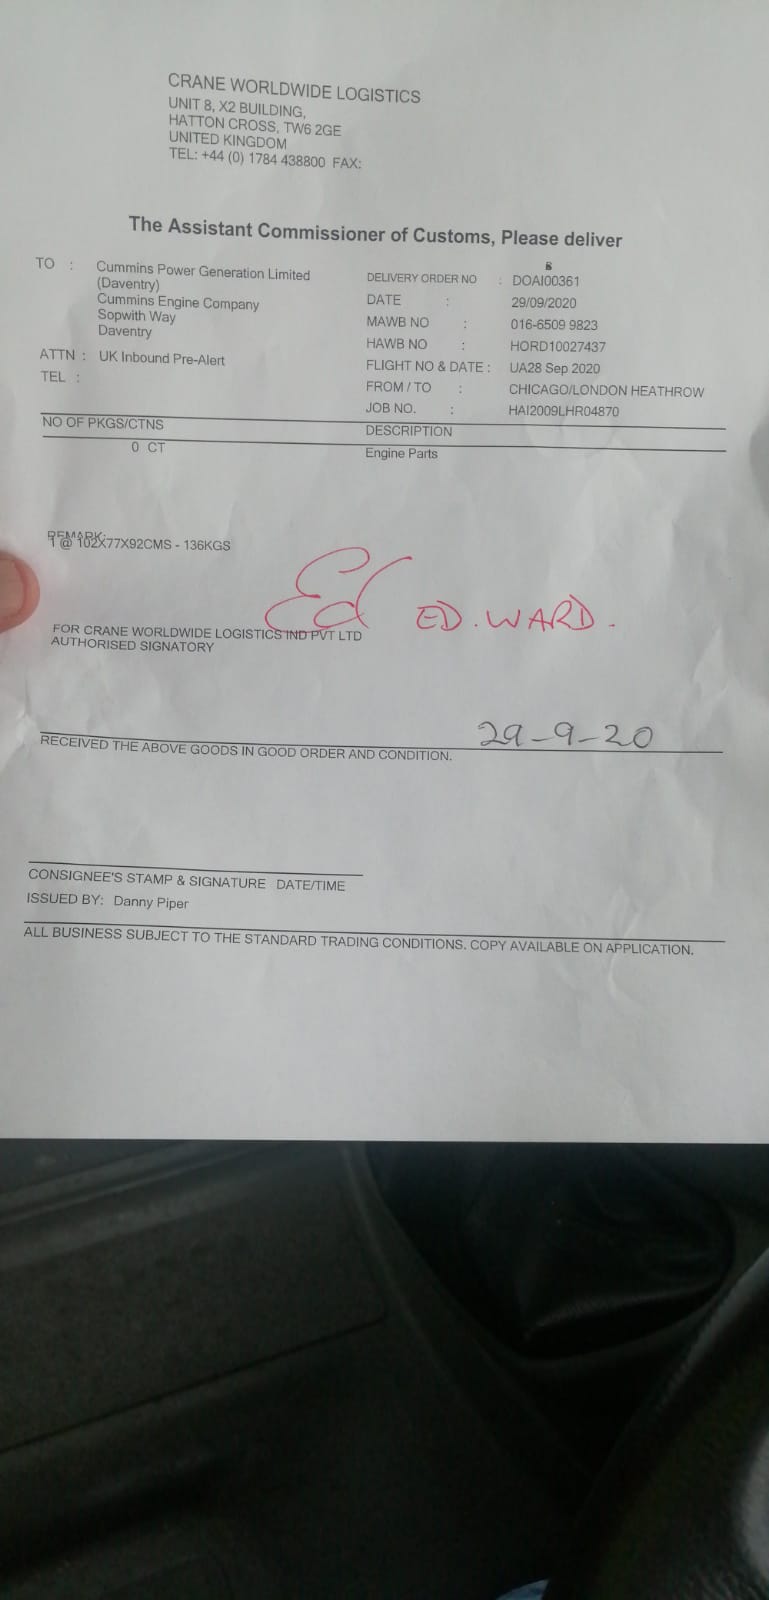 CRANE WORLDWIDE LOGISTICS
UNIT 8, X2 BUILDING,
HATTON CROSS, TW6 2GE
UNITED KINGDOM
TEL: +44 (0) 1784 438800 FAX:
The Assistant Commissioner of Customs, Please deliver
TO : Cummins Power Generation Limited
(Daventry)
Cummins Engine Company
Sopwith Way
Daventry
ATTN : UK Inbound Pre-Alert
TEL :
DELIVERY ORDER NO : DOAI00361
DATE : 29/09/2020
MAWB NO : 016-6509 9823
HAWB NO : HORD10027437
FLIGHT NO & DATE : UA28 Sep 2020
FROM / TO : CHICAGO/LONDON HEATHROW
JOB NO. : HAI2009LHR04870
NO OF PKGS/CTNS DESCRIPTION
0 CT Engine Parts
REMARK:
1 @ 102X77X92CMS - 136KGS
Ed ED. WARD.
FOR CRANE WORLDWIDE LOGISTICS IND PVT LTD
AUTHORISED SIGNATORY
29-9-20
RECEIVED THE ABOVE GOODS IN GOOD ORDER AND CONDITION.
CONSIGNEE'S STAMP & SIGNATURE DATE/TIME
ISSUED BY: Danny Piper
ALL BUSINESS SUBJECT TO THE STANDARD TRADING CONDITIONS. COPY AVAILABLE ON APPLICATION.